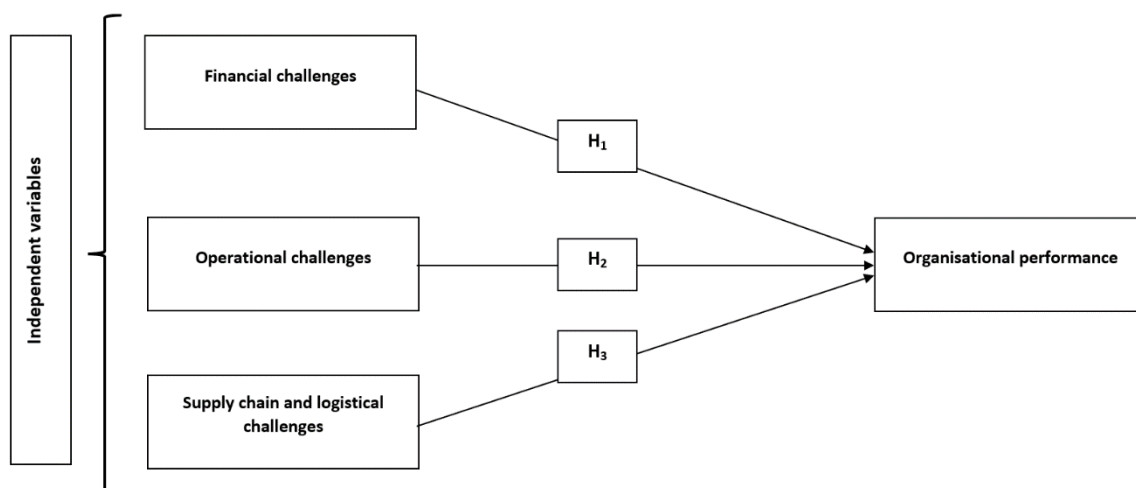 Independent variables
Financial challenges
H₁
Operational challenges
H₂
Organisational performance
H₃
Supply chain and logistical
challenges